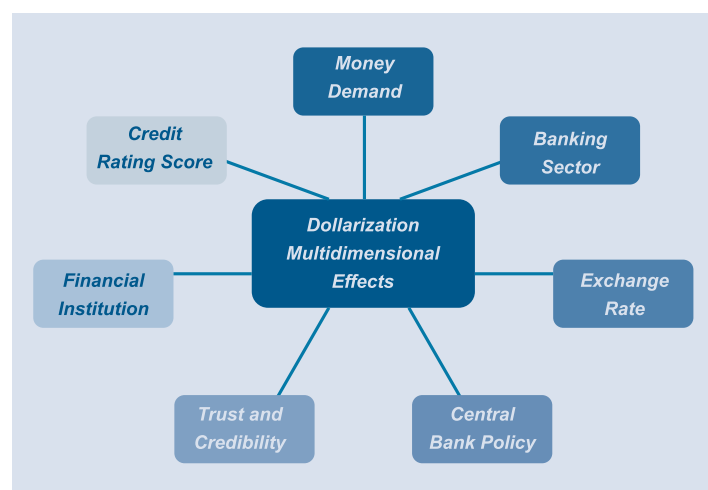 Money
Demand
Credit
Rating Score
Banking
Sector
Dollarization
Multidimensional
Effects
Financial
Institution
Exchange
Rate
Trust and
Credibility
Central
Bank Policy